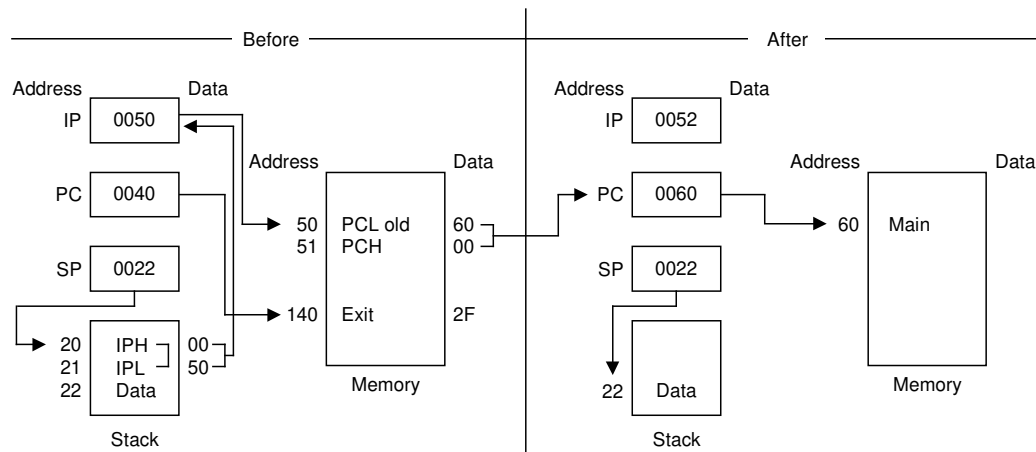 Before
After
Address
Data
IP
0050
PC
0040
SP
0022
20
IPH
00
21
IPL
50
22
Data
Stack
Address
Data
50
PCL old
60
51
PCH
00
140
Exit
2F
Memory
Address
Data
IP
0052
PC
0060
SP
0022
22
Data
Stack
Address
Data
60
Main
Memory